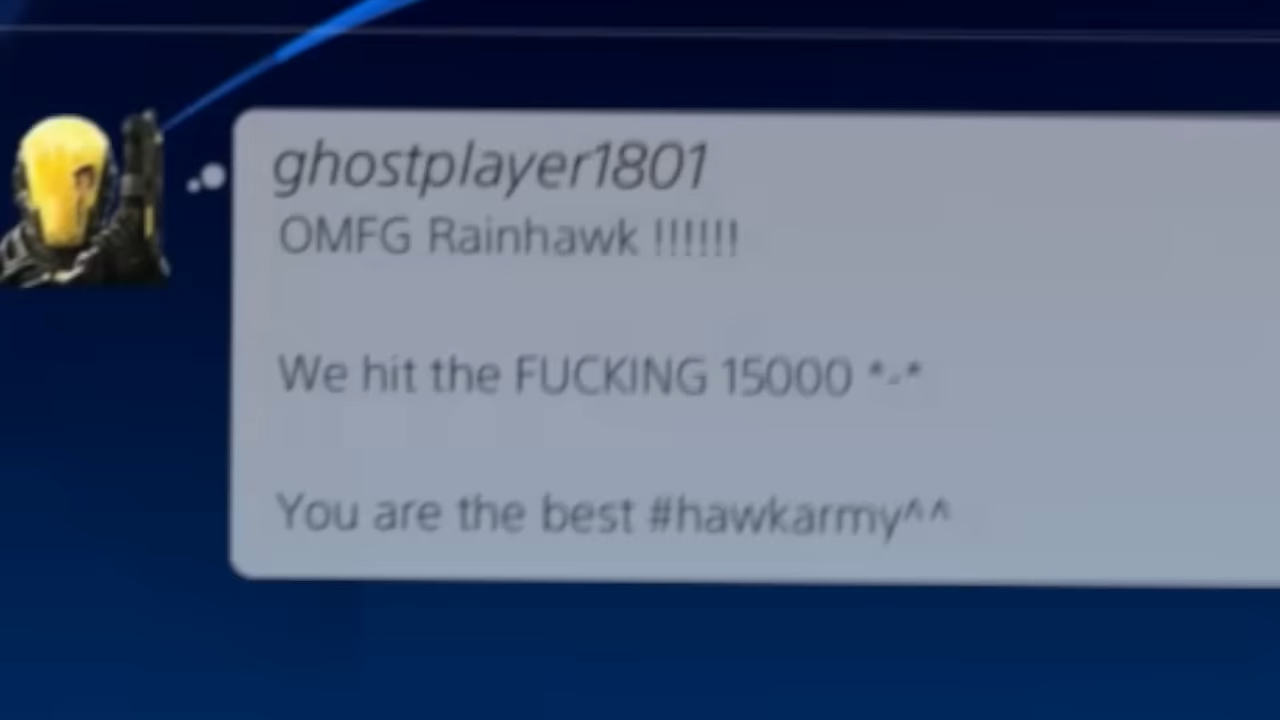 ghostplayer1801
OMFG Rainhawk !!!!!!
We hit the FUCKING 15000 *-*
You are the best #hawkarmy^^